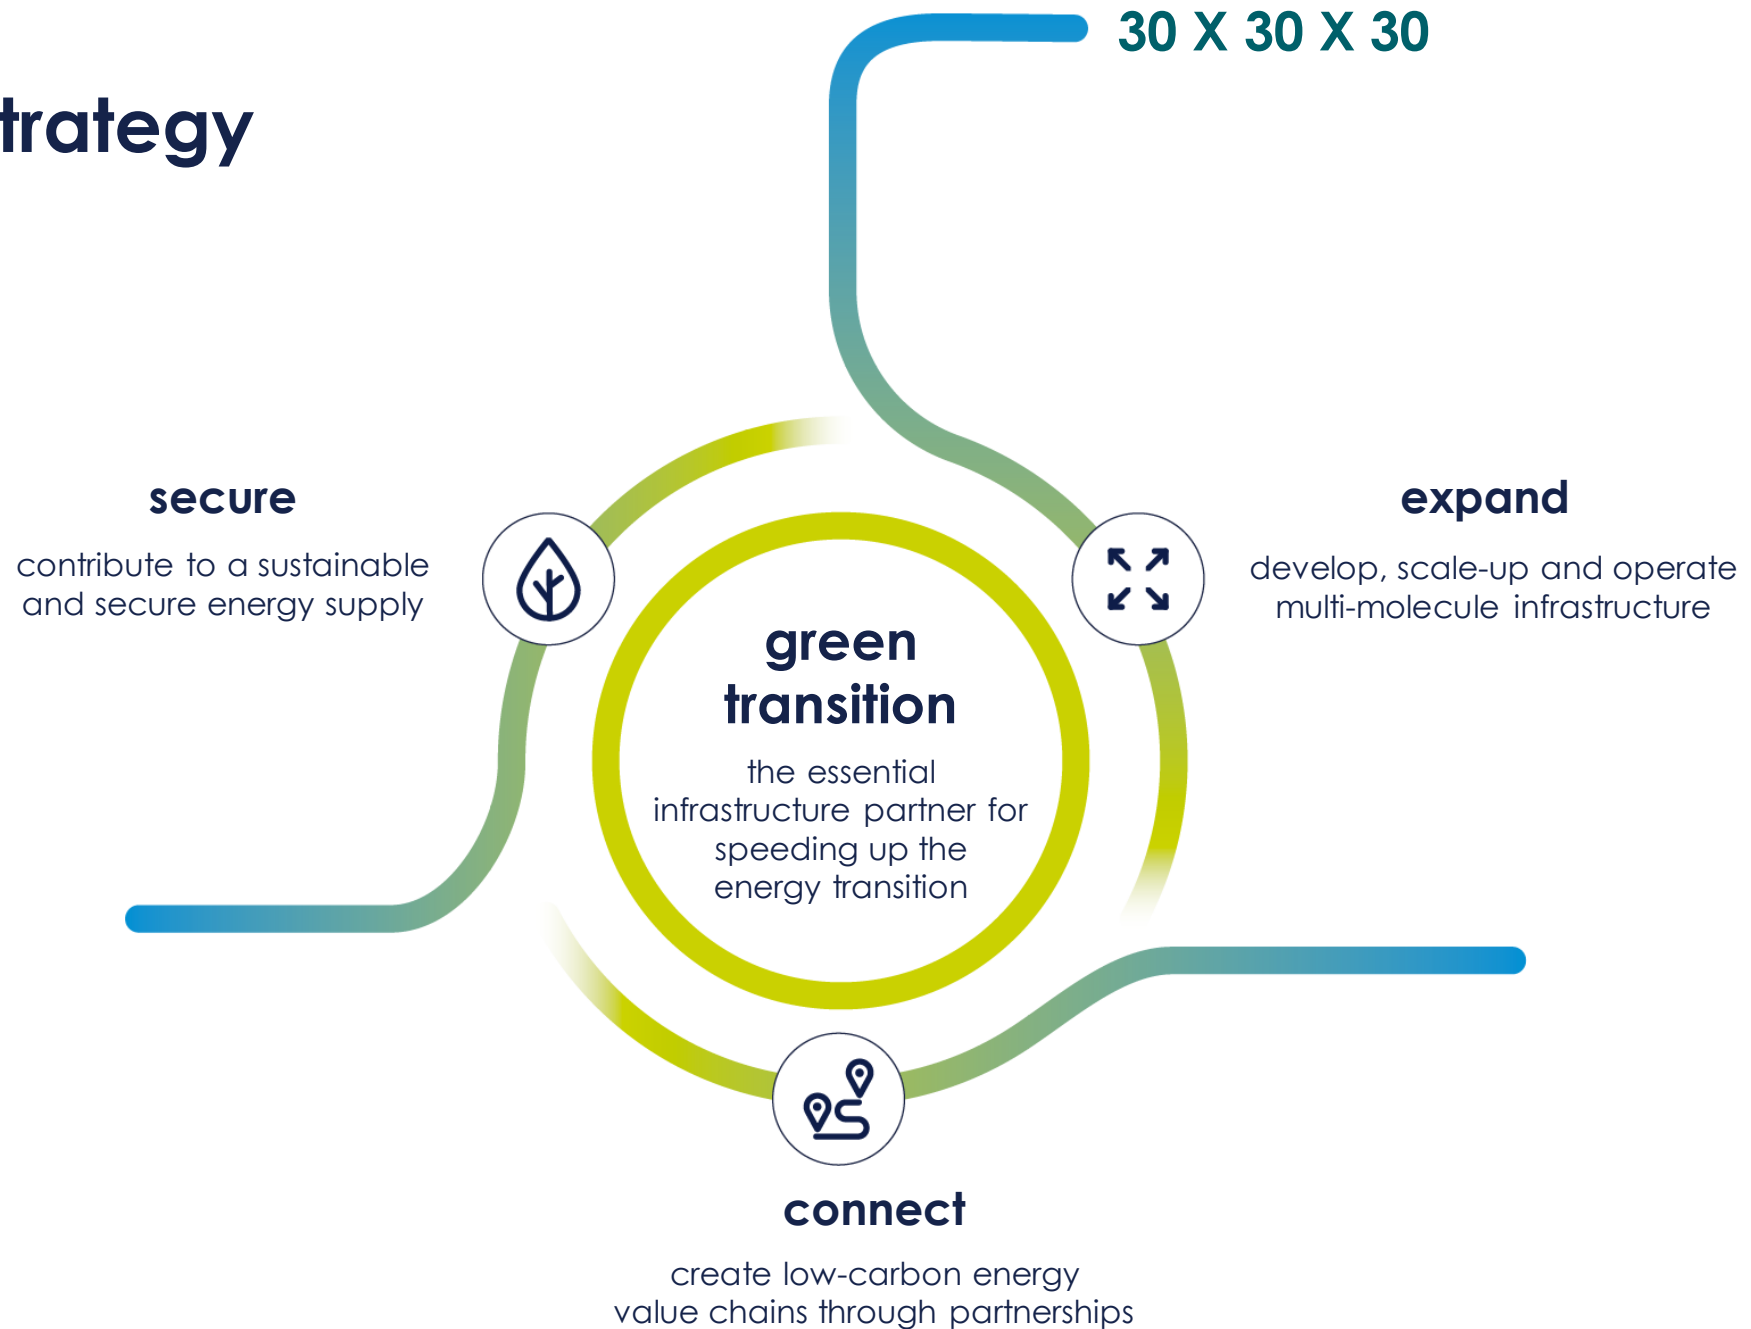 30 X 30 X 30
trategy
secure
contribute to a sustainable
and secure energy supply
expand
develop, scale-up and operate
multi-molecule infrastructure
green
transition
the essential
infrastructure partner for
speeding up the
energy transition
connect
create low-carbon energy
value chains through partnerships